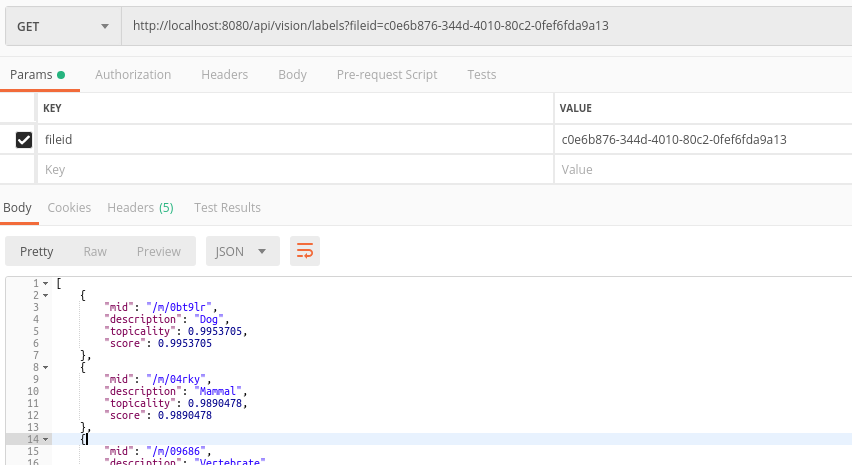 GET http://localhost:8080/api/vision/labels?fileid=c0e6b876-344d-4010-80c2-0fef6fda9a13
Params Authorization Headers Body Pre-request Script Tests
KEY VALUE
fileid c0e6b876-344d-4010-80c2-0fef6fda9a13
Key Value
Body Cookies Headers (5) Test Results
Pretty Raw Preview JSON
1 [
2 {
3 "mid": "/m/0bt9lr",
4 "description": "Dog",
5 "topicality": 0.9953705,
6 "score": 0.9953705
7 },
8 {
9 "mid": "/m/04rky",
10 "description": "Mammal",
11 "topicality": 0.9890478,
12 "score": 0.9890478
13 },
14 {
15 "mid": "/m/09686",
16 "description": "Vertebrate"